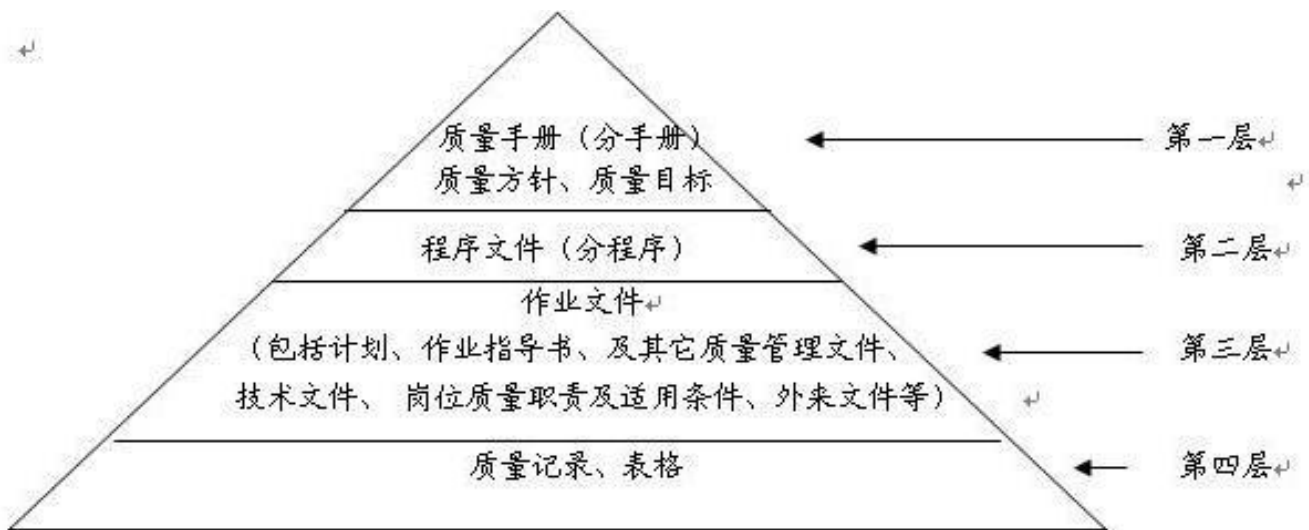 质量手册（分手册）
第一层
质量方针、质量目标
程序文件（分程序）
第二层
作业文件
（包括计划、作业指导书、及其它质量管理文件、
第三层
技术文件、 岗位质量职责及适用条件、外来文件等）
质量记录、表格
第四层